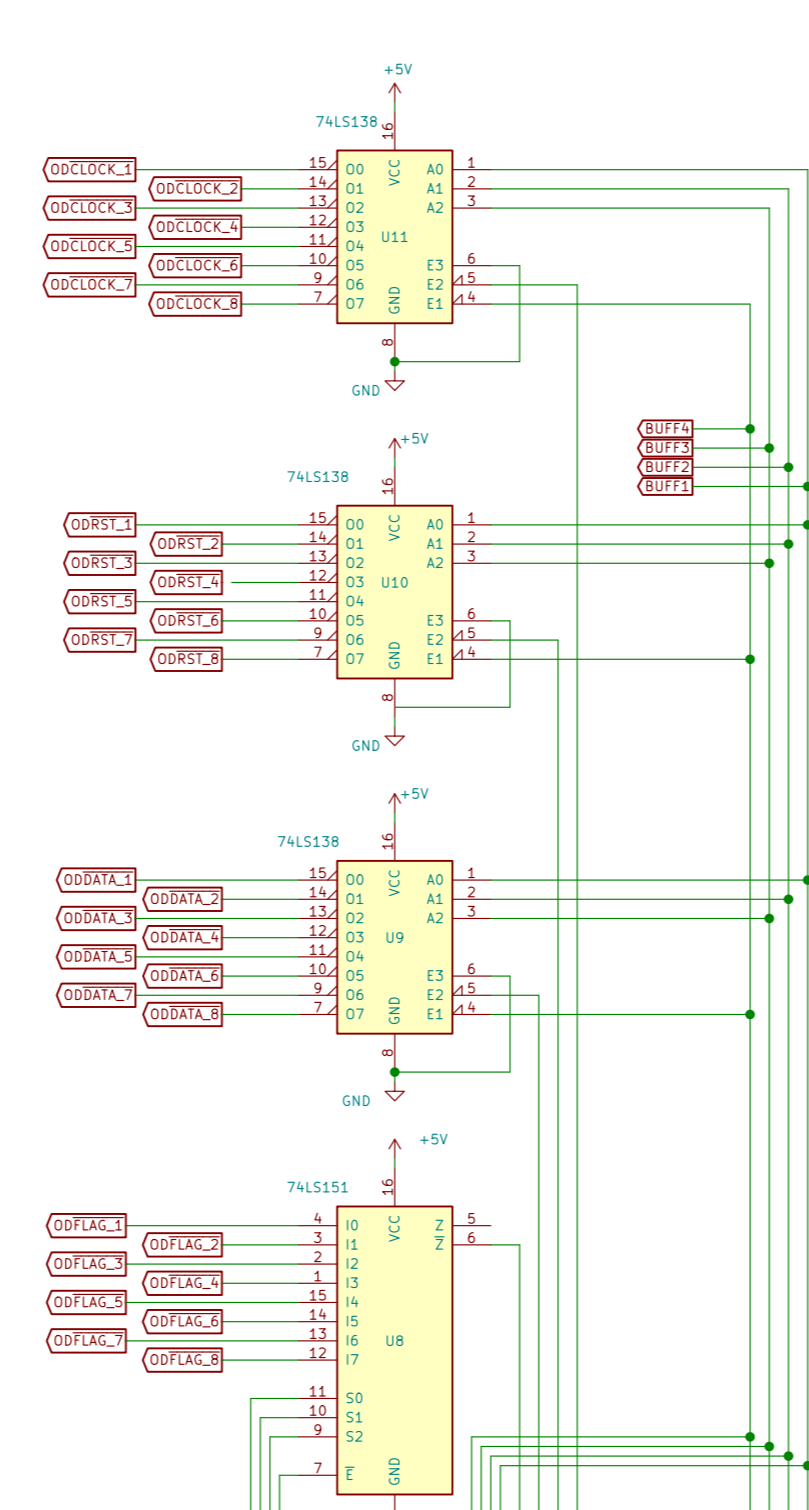 +5V
74LS138
16
ODCLOCK_1 15 O0 VCC A0 1
ODCLOCK_2 14 O1 A1 2
ODCLOCK_3 13 O2 A2 3
ODCLOCK_4 12 O3 U11
ODCLOCK_5 11 O4
ODCLOCK_6 10 O5 E3 6
ODCLOCK_7 9 O6 E2 5
ODCLOCK_8 7 O7 GND E1 4
8
GND
BUFF4
BUFF3
BUFF2
BUFF1
+5V
74LS138
16
ODRST_1 15 O0 VCC A0 1
ODRST_2 14 O1 A1 2
ODRST_3 13 O2 A2 3
ODRST_4 12 O3 U10
ODRST_5 11 O4
ODRST_6 10 O5 E3 6
ODRST_7 9 O6 E2 5
ODRST_8 7 O7 GND E1 4
8
GND
+5V
74LS138
16
ODDATA_1 15 O0 VCC A0 1
ODDATA_2 14 O1 A1 2
ODDATA_3 13 O2 A2 3
ODDATA_4 12 O3 U9
ODDATA_5 11 O4
ODDATA_6 10 O5 E3 6
ODDATA_7 9 O6 E2 5
ODDATA_8 7 O7 GND E1 4
8
GND
+5V
74LS151
16
ODFLAG_1 4 I0 VCC Z 5
ODFLAG_2 3 I1 Z̅ 6
ODFLAG_3 2 I2
ODFLAG_4 1 I3
ODFLAG_5 15 I4
ODFLAG_6 14 I5
ODFLAG_7 13 I6 U8
ODFLAG_8 12 I7
11 S0
10 S1
9 S2
7 E̅ GND